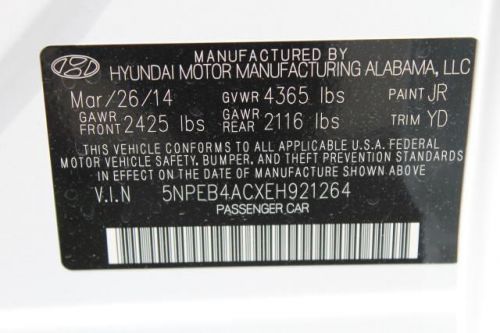 MANUFACTURED BY
HYUNDAI MOTOR MANUFACTURING ALABAMA, LLC
Mar/26/14 GVWR 4365 lbs PAINT JR
GAWR FRONT 2425 lbs GAWR REAR 2116 lbs TRIM YD
THIS VEHICLE CONFORMS TO ALL APPLICABLE U.S.A. FEDERAL
MOTOR VEHICLE SAFETY, BUMPER, AND THEFT PREVENTION STANDARDS
IN EFFECT ON THE DATE OF MANUFACTURE SHOWN ABOVE.
V.I.N 5NPEB4ACXEH921264
PASSENGER CAR